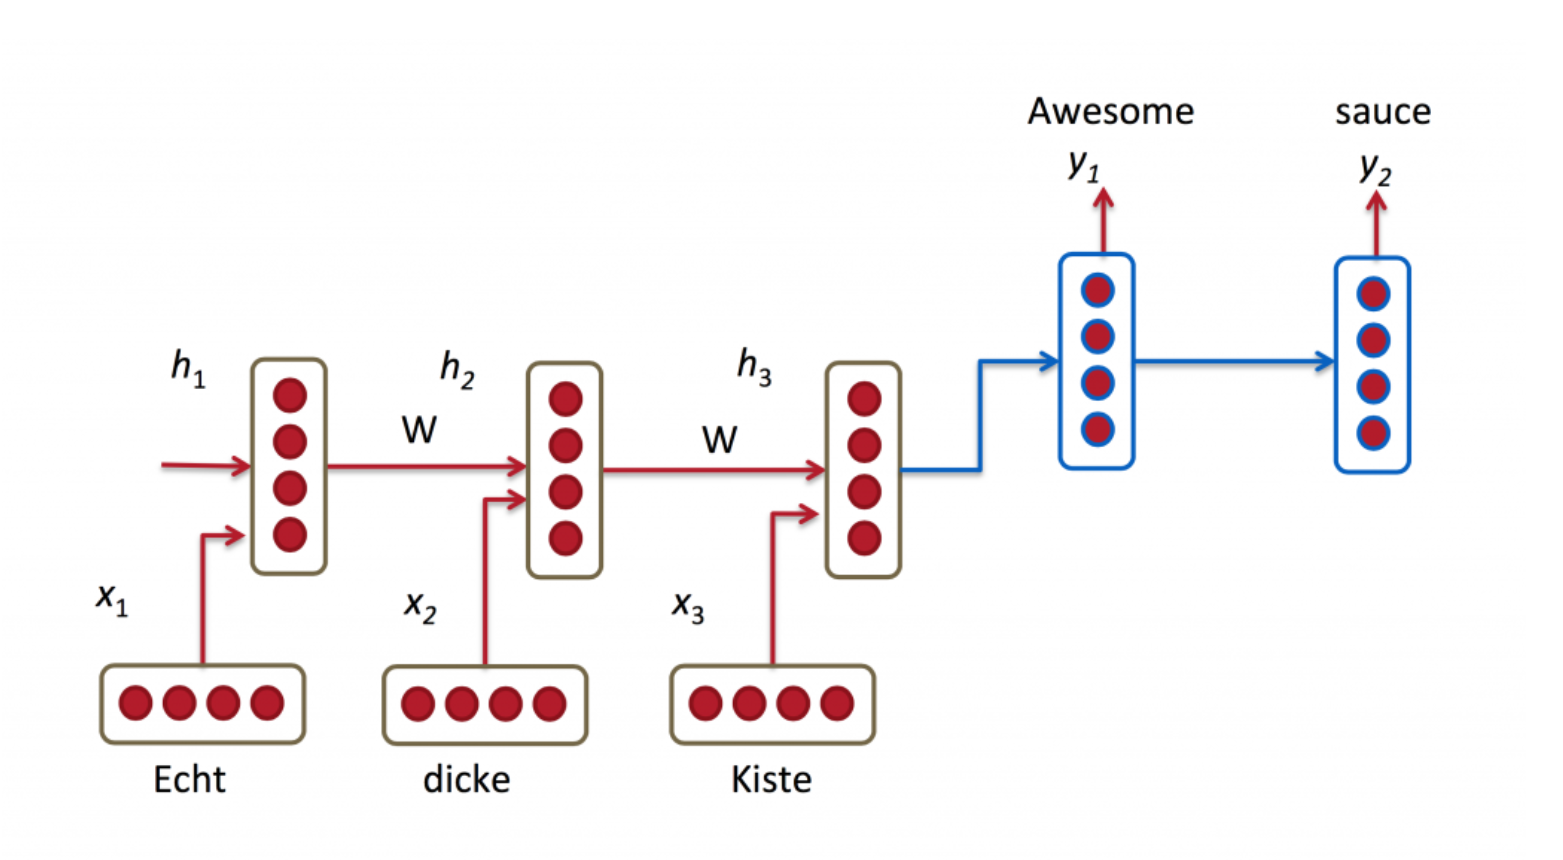 Awesome sauce
y1 y2
h1 h2 h3
W W
x1 x2 x3
Echt dicke Kiste